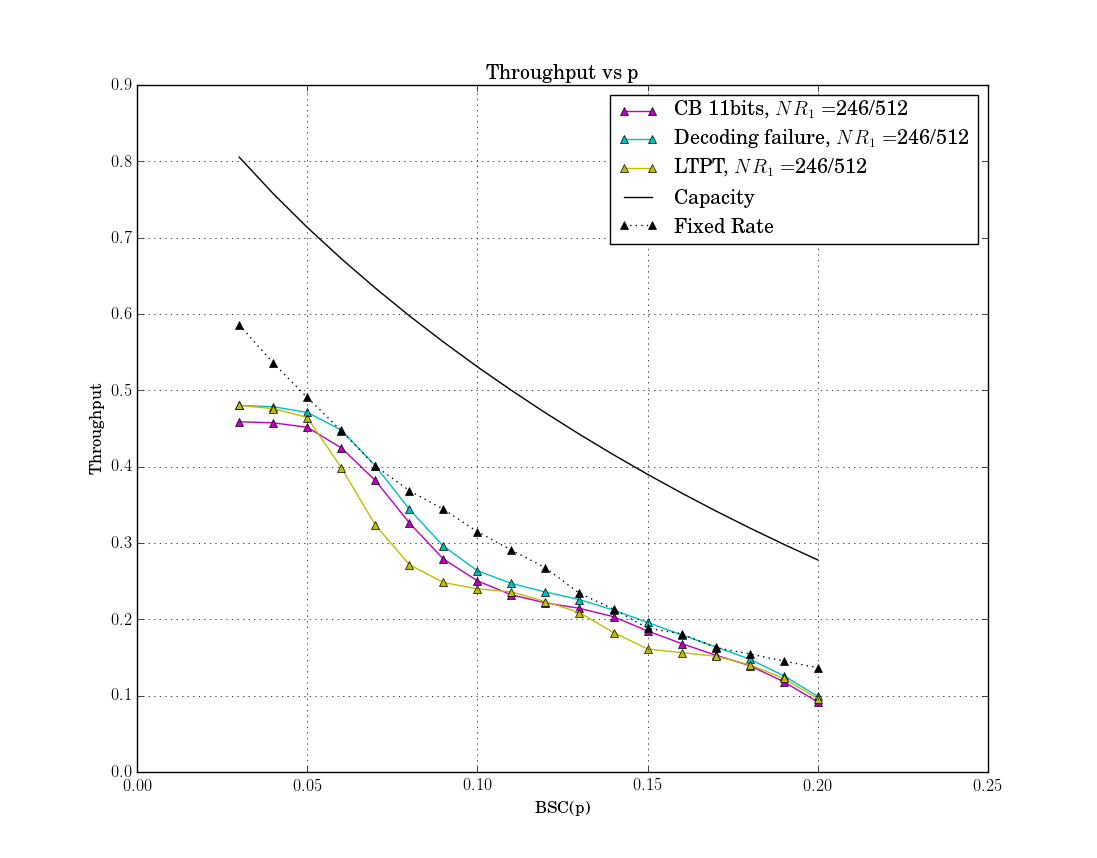 Throughput vs p
CB 11bits, NR₁ =246/512
Decoding failure, NR₁ =246/512
LTPT, NR₁ =246/512
Capacity
Fixed Rate
Throughput
0.9
0.8
0.7
0.6
0.5
0.4
0.3
0.2
0.1
0.0
0.00 0.05 0.10 0.15 0.20 0.25
BSC(p)